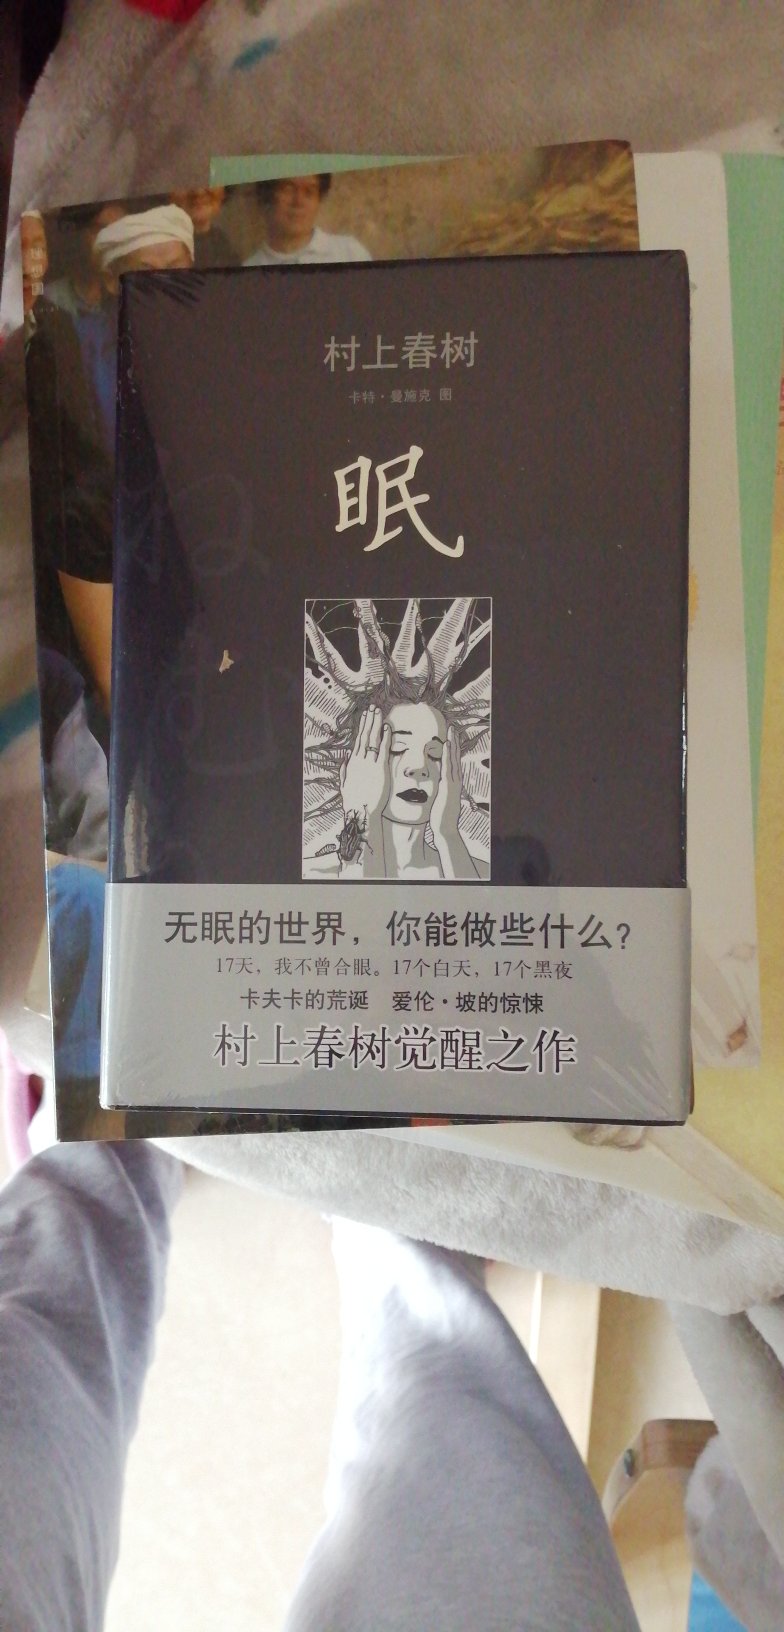 村上春树
卡特·曼施克 图
眠
无眠的世界，你能做些什么？
17天，我不曾合眼。17个白天，17个黑夜
卡夫卡的荒诞 爱伦·坡的惊悚
村上春树觉醒之作
理想国